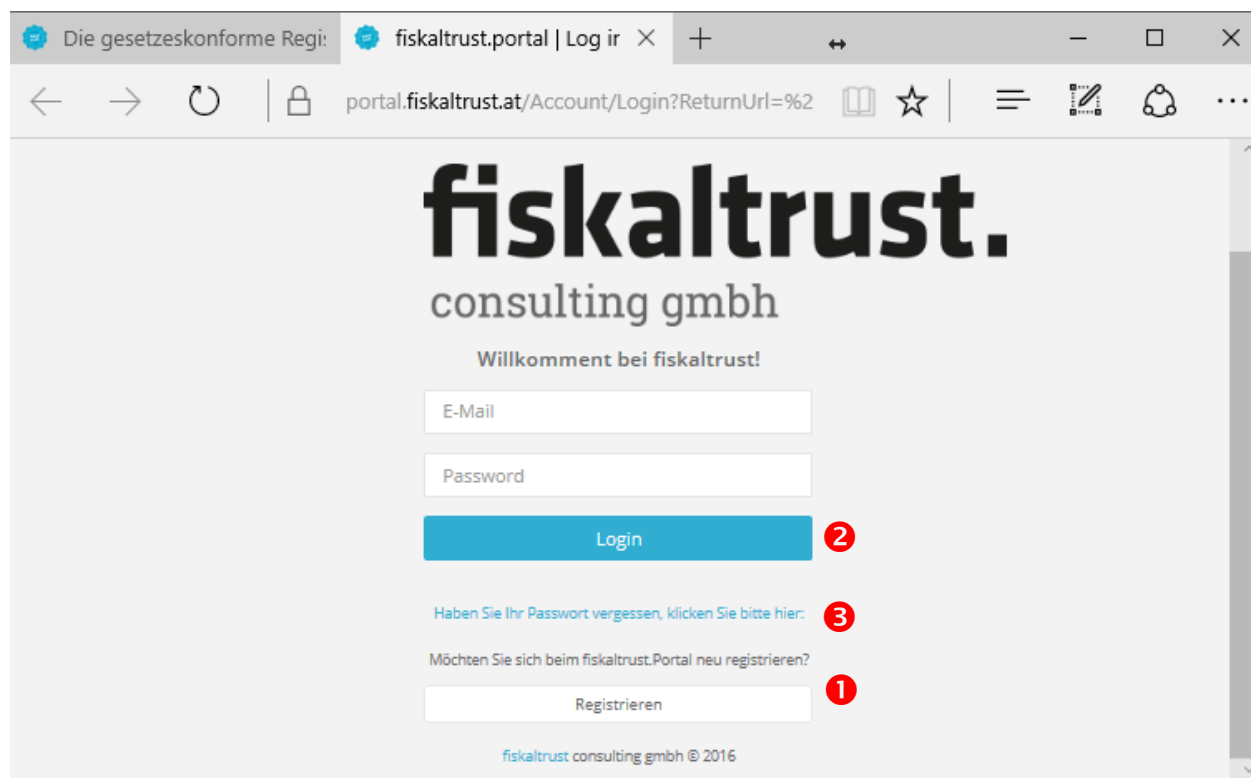 Die gesetzeskonforme Regi: fiskaltrust.portal | Log ir
portal.fiskaltrust.at/Account/Login?ReturnUrl=%2
fiskaltrust.
consulting gmbh
Willkomment bei fiskaltrust!
E-Mail
Password
Login 2
Haben Sie Ihr Passwort vergessen, klicken Sie bitte hier: 3
Möchten Sie sich beim fiskaltrust.Portal neu registrieren?
Registrieren 1
fiskaltrust consulting gmbh © 2016